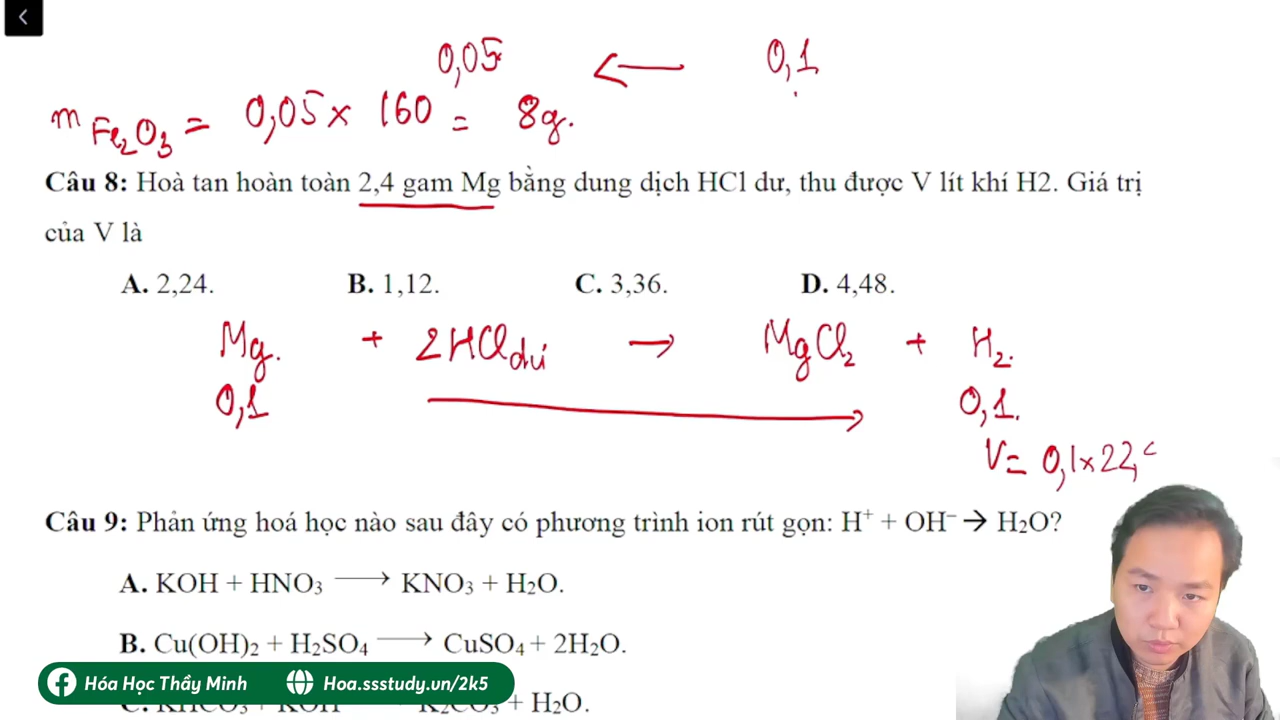 0,05 ← 0,1
m Fe2O3 = 0,05 × 160 = 8g.
Câu 8: Hoà tan hoàn toàn 2,4 gam Mg bằng dung dịch HCl dư, thu được V lít khí H2. Giá trị
của V là
A. 2,24. B. 1,12. C. 3,36. D. 4,48.
Mg. + 2HCl dư → MgCl2 + H2.
0,1 → 0,1.
V = 0,1×22,
Câu 9: Phản ứng hoá học nào sau đây có phương trình ion rút gọn: H⁺ + OH⁻ → H2O?
A. KOH + HNO3 → KNO3 + H2O.
B. Cu(OH)2 + H2SO4 → CuSO4 + 2H2O.
+ H2O.
Hóa Học Thầy Minh Hoa.ssstudy.vn/2k5